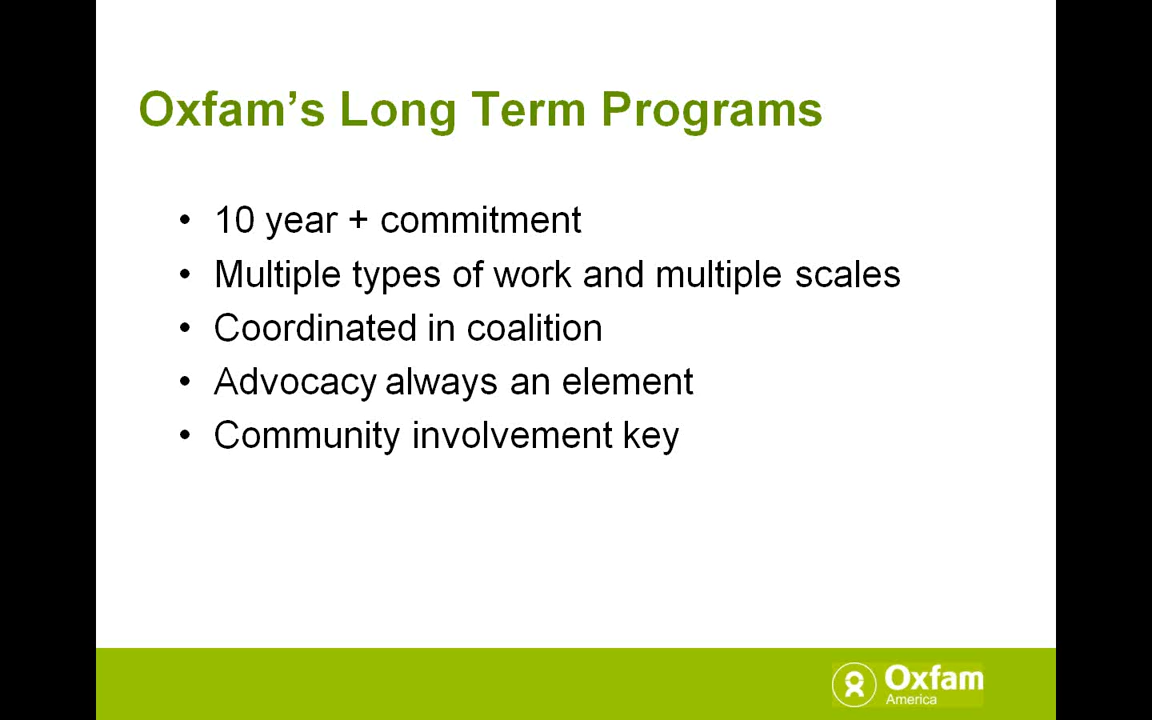 Oxfam's Long Term Programs
• 10 year + commitment
• Multiple types of work and multiple scales
• Coordinated in coalition
• Advocacy always an element
• Community involvement key
Oxfam
America